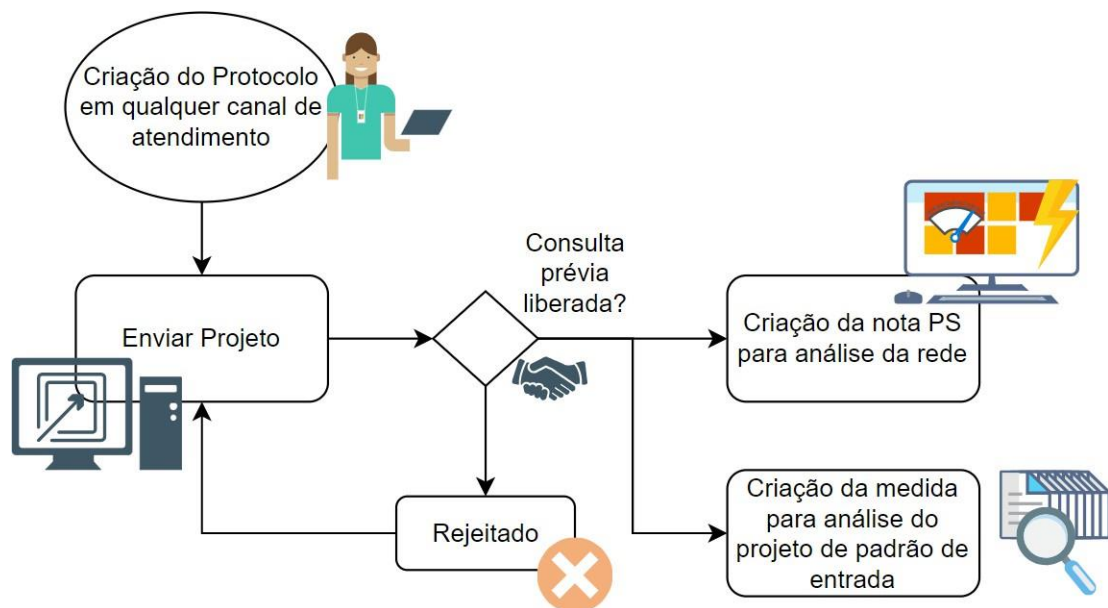 Criação do Protocolo
em qualquer canal de
atendimento
Enviar Projeto
Consulta
prévia
liberada?
Criação da nota PS
para análise da rede
Rejeitado
Criação da medida
para análise do
projeto de padrão de
entrada